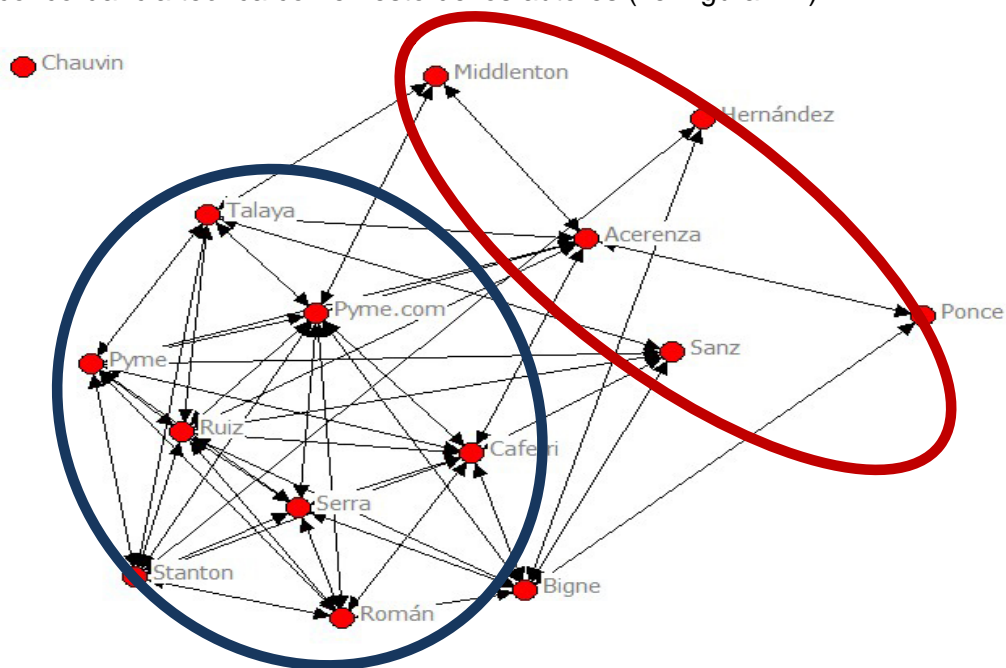 Chauvin
Middlenton
Hernández
Talaya
Acerenza
Pyme.com
Ponce
Sanz
Pyme
Ruiz
Caferri
Serra
Stanton
Bigne
Román